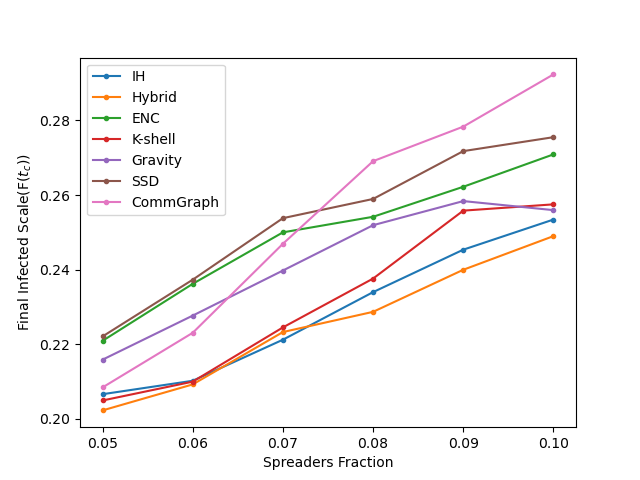 IH
Hybrid
ENC
K-shell
Gravity
SSD
CommGraph
0.28
0.26
0.24
0.22
0.20
Final Infected Scale(F(t_c))
0.05 0.06 0.07 0.08 0.09 0.10
Spreaders Fraction